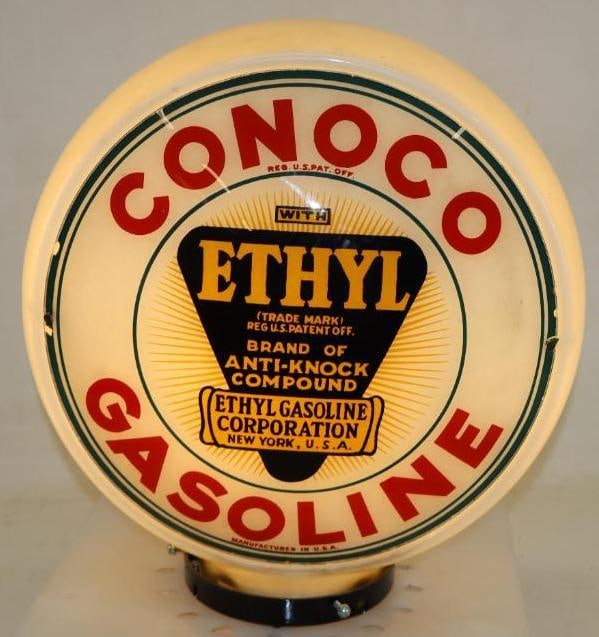 CONOCO
REG. U.S. PAT. OFF.
WITH
ETHYL
(TRADE MARK)
REG U.S. PATENT OFF.
BRAND OF
ANTI-KNOCK
COMPOUND
ETHYL GASOLINE
CORPORATION
NEW YORK, U.S.A.
GASOLINE
MANUFACTURED IN U.S.A.